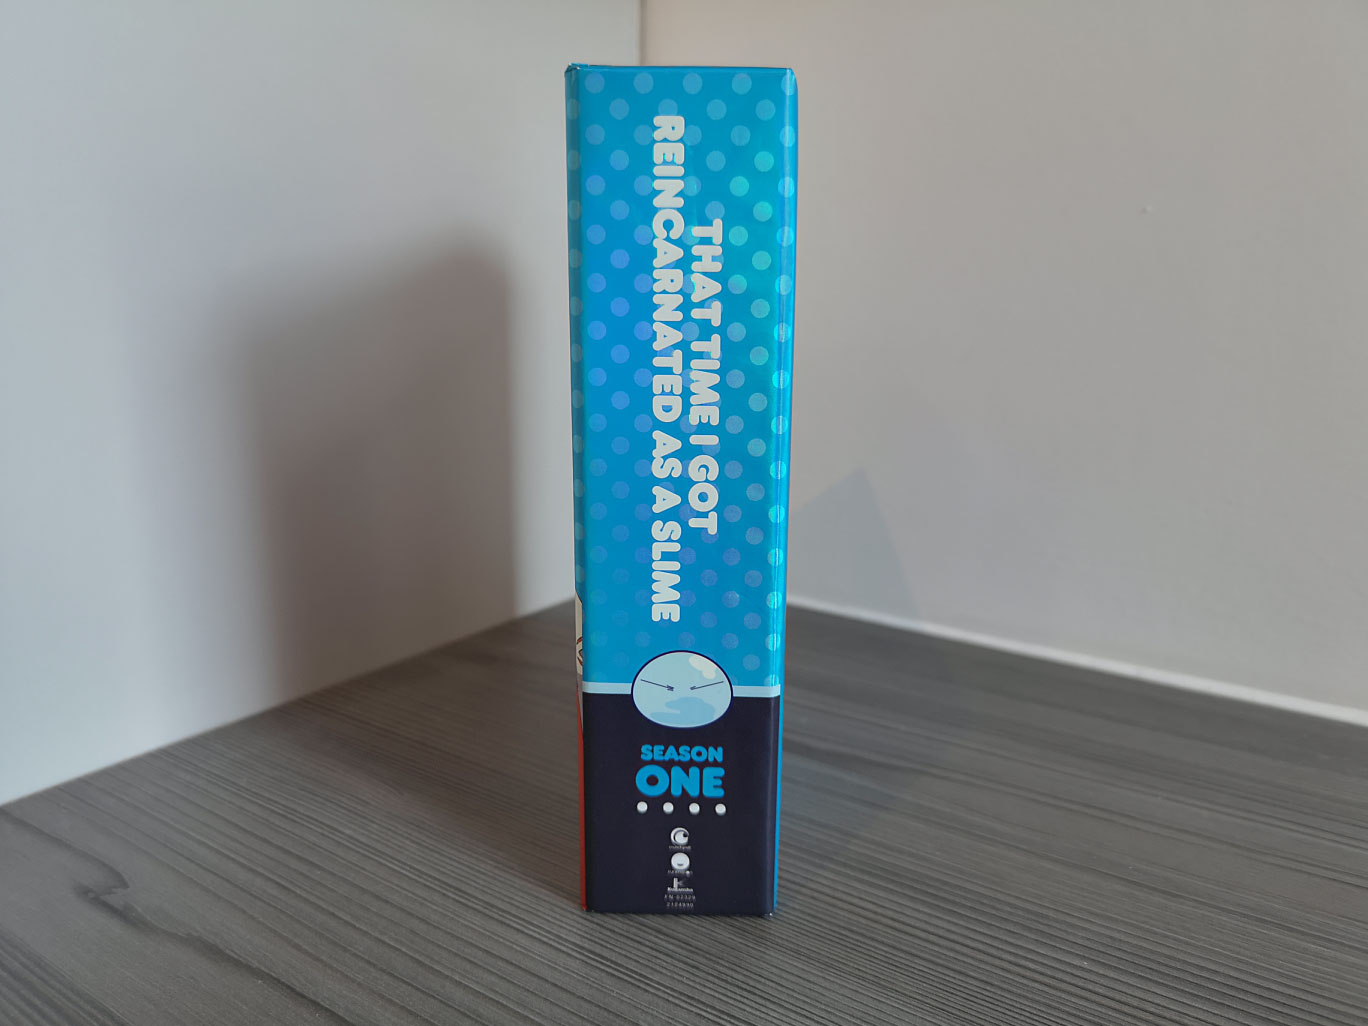 THAT TIME I GOT
REINCARNATED AS A SLIME
SEASON
ONE